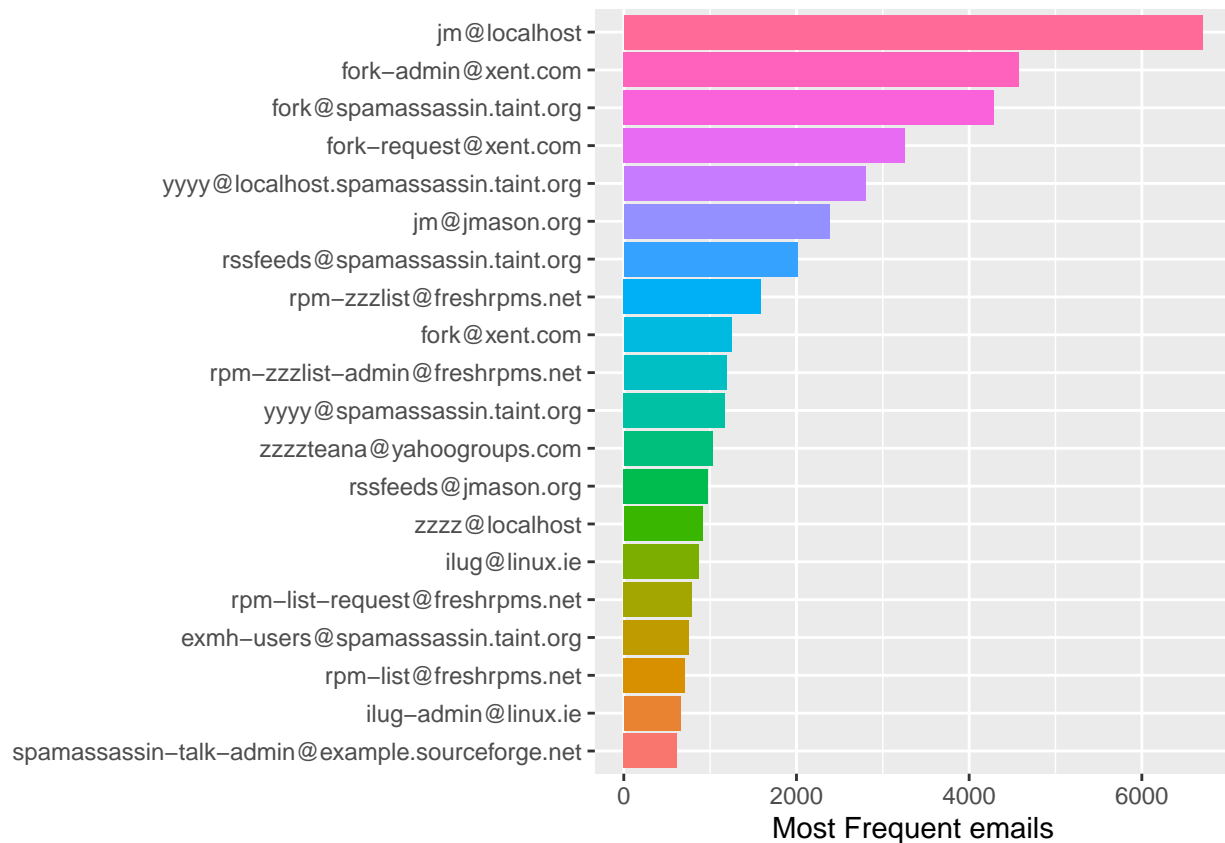 jm@localhost
fork−admin@xent.com
fork@spamassassin.taint.org
fork−request@xent.com
yyyy@localhost.spamassassin.taint.org
jm@jmason.org
rssfeeds@spamassassin.taint.org
rpm−zzzlist@freshrpms.net
fork@xent.com
rpm−zzzlist−admin@freshrpms.net
yyyy@spamassassin.taint.org
zzzzteana@yahoogroups.com
rssfeeds@jmason.org
zzzz@localhost
ilug@linux.ie
rpm−list−request@freshrpms.net
exmh−users@spamassassin.taint.org
rpm−list@freshrpms.net
ilug−admin@linux.ie
spamassassin−talk−admin@example.sourceforge.net
0 2000 4000 6000
Most Frequent emails